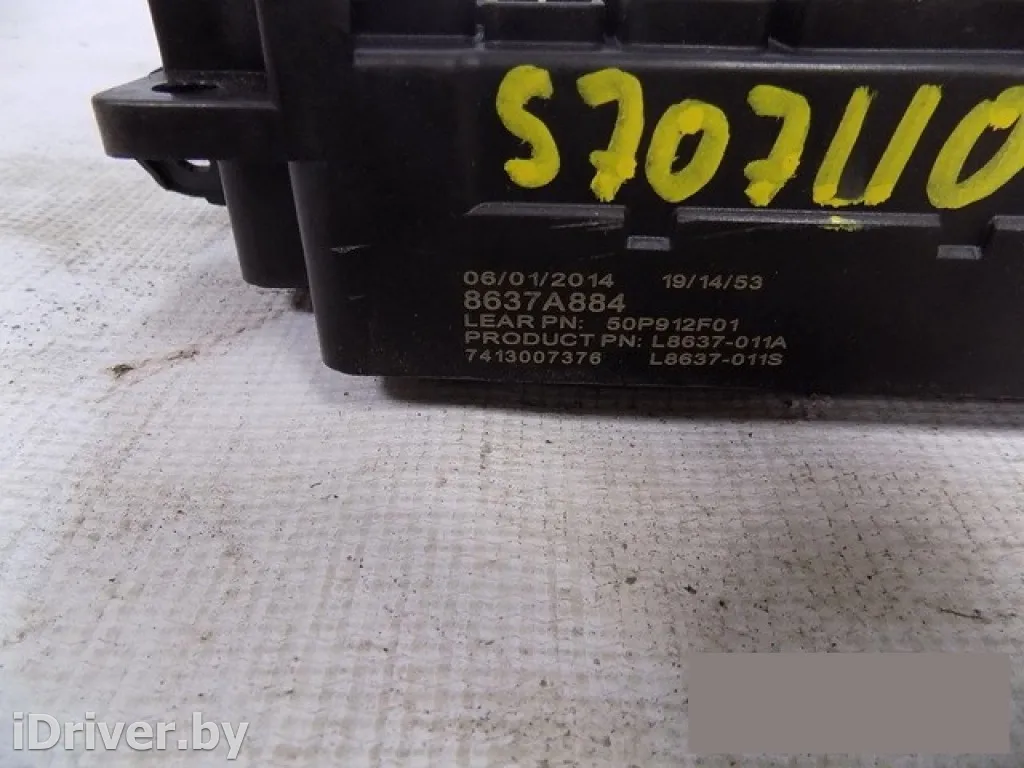 06/01/2014 19/14/53
8637A884
LEAR PN: 50P912F01
PRODUCT PN: L8637-011A
7413007376 L8637-011S
iDriver.by